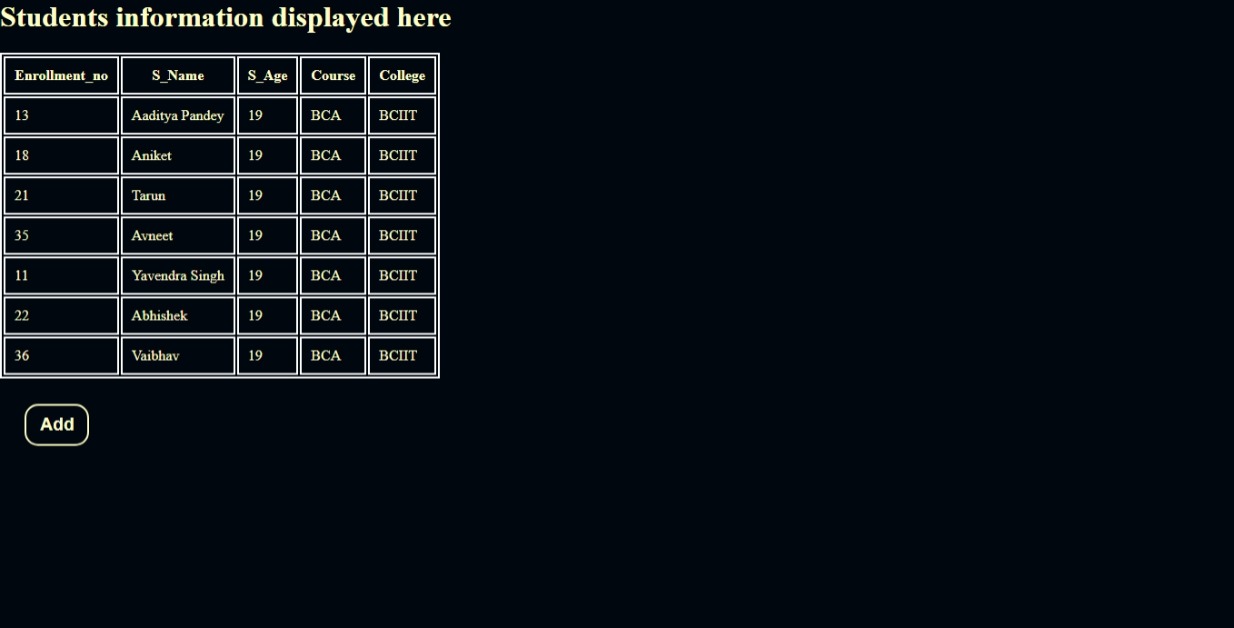 Students information displayed here
Enrollment_no S_Name S_Age Course College
13 Aaditya Pandey 19 BCA BCIIT
18 Aniket 19 BCA BCIIT
21 Tarun 19 BCA BCIIT
35 Avneet 19 BCA BCIIT
11 Yavendra Singh 19 BCA BCIIT
22 Abhishek 19 BCA BCIIT
36 Vaibhav 19 BCA BCIIT
Add